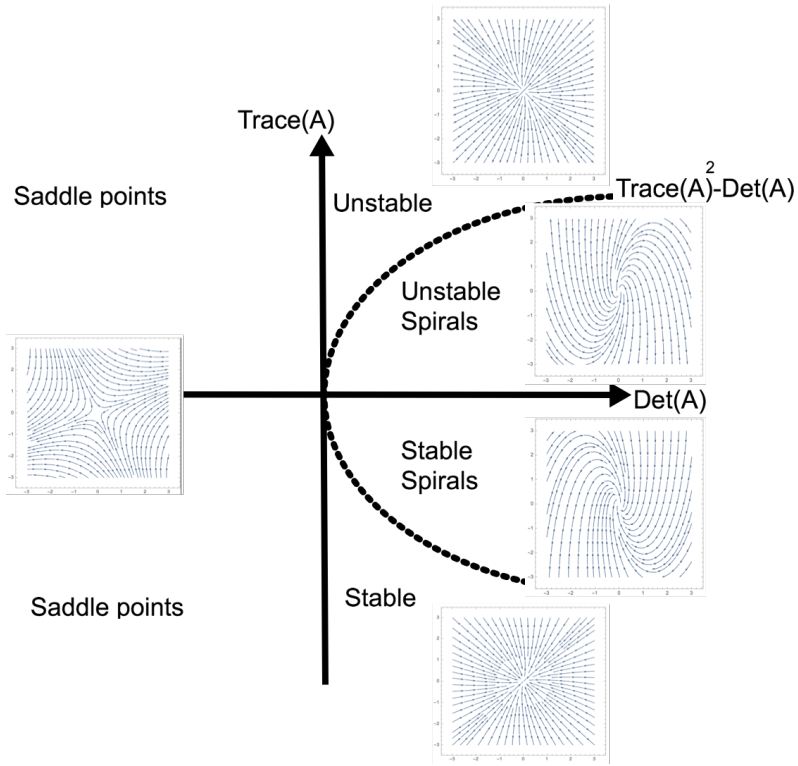 Trace(A)
Saddle points
Unstable
Trace(A)²-Det(A)
Unstable
Spirals
Det(A)
Stable
Spirals
Saddle points
Stable